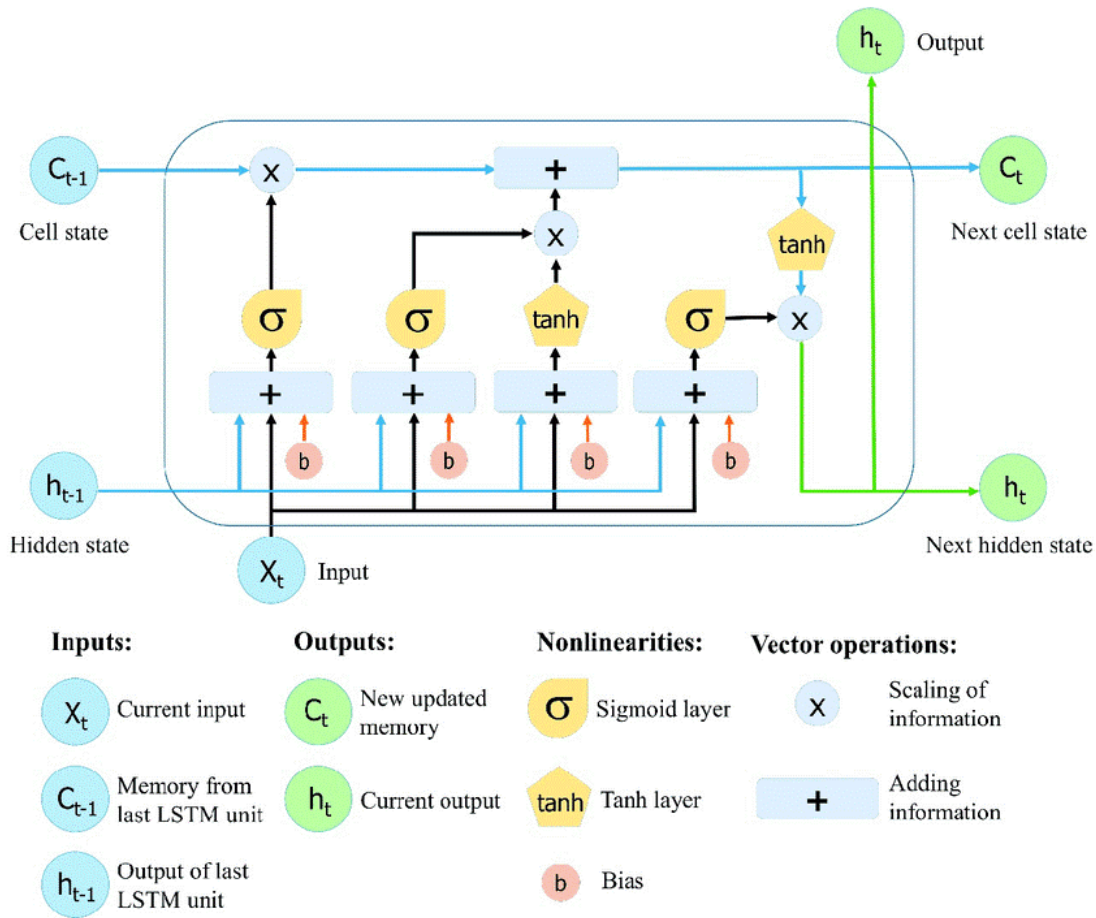 hₜ Output
Cₜ₋₁ x + Cₜ
Cell state Next cell state
x tanh
σ σ tanh σ x
+ + + +
b b b b
hₜ₋₁ hₜ
Hidden state Next hidden state
Xₜ Input
Inputs: Outputs: Nonlinearities: Vector operations:
Xₜ Current input
Cₜ₋₁ Memory from
last LSTM unit
hₜ₋₁ Output of last
LSTM unit
Cₜ New updated
memory
hₜ Current output
σ Sigmoid layer
tanh Tanh layer
b Bias
x Scaling of
information
+ Adding
information